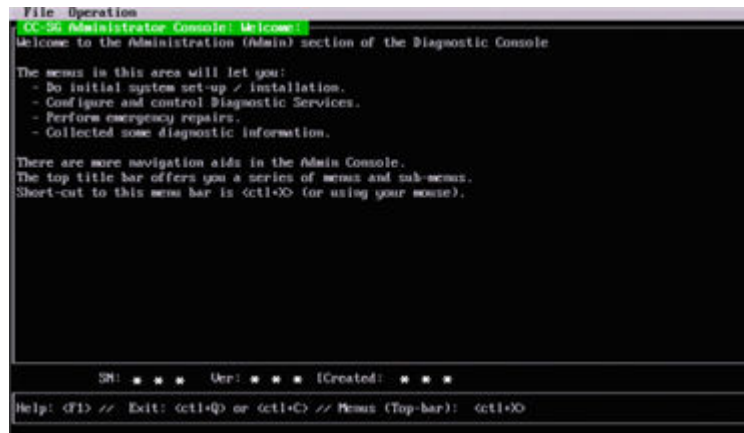 File Operation
CC-SG Administrator Console: Welcome:
Welcome to the Administration (Admin) section of the Diagnostic Console
The menus in this area will let you:
- Do initial system set-up / installation.
- Configure and control Diagnostic Services.
- Perform emergency repairs.
- Collected some diagnostic information.
There are more navigation aids in the Admin Console.
The top title bar offers you a series of menus and sub-menus.
Short-cut to this menu bar is <ctl+X> (or using your mouse).
SN: * * * Ver: * * * [Created: * * *
Help: <F1> // Exit: <ctl+Q> or <ctl+C> // Menus (Top-bar): <ctl+X>